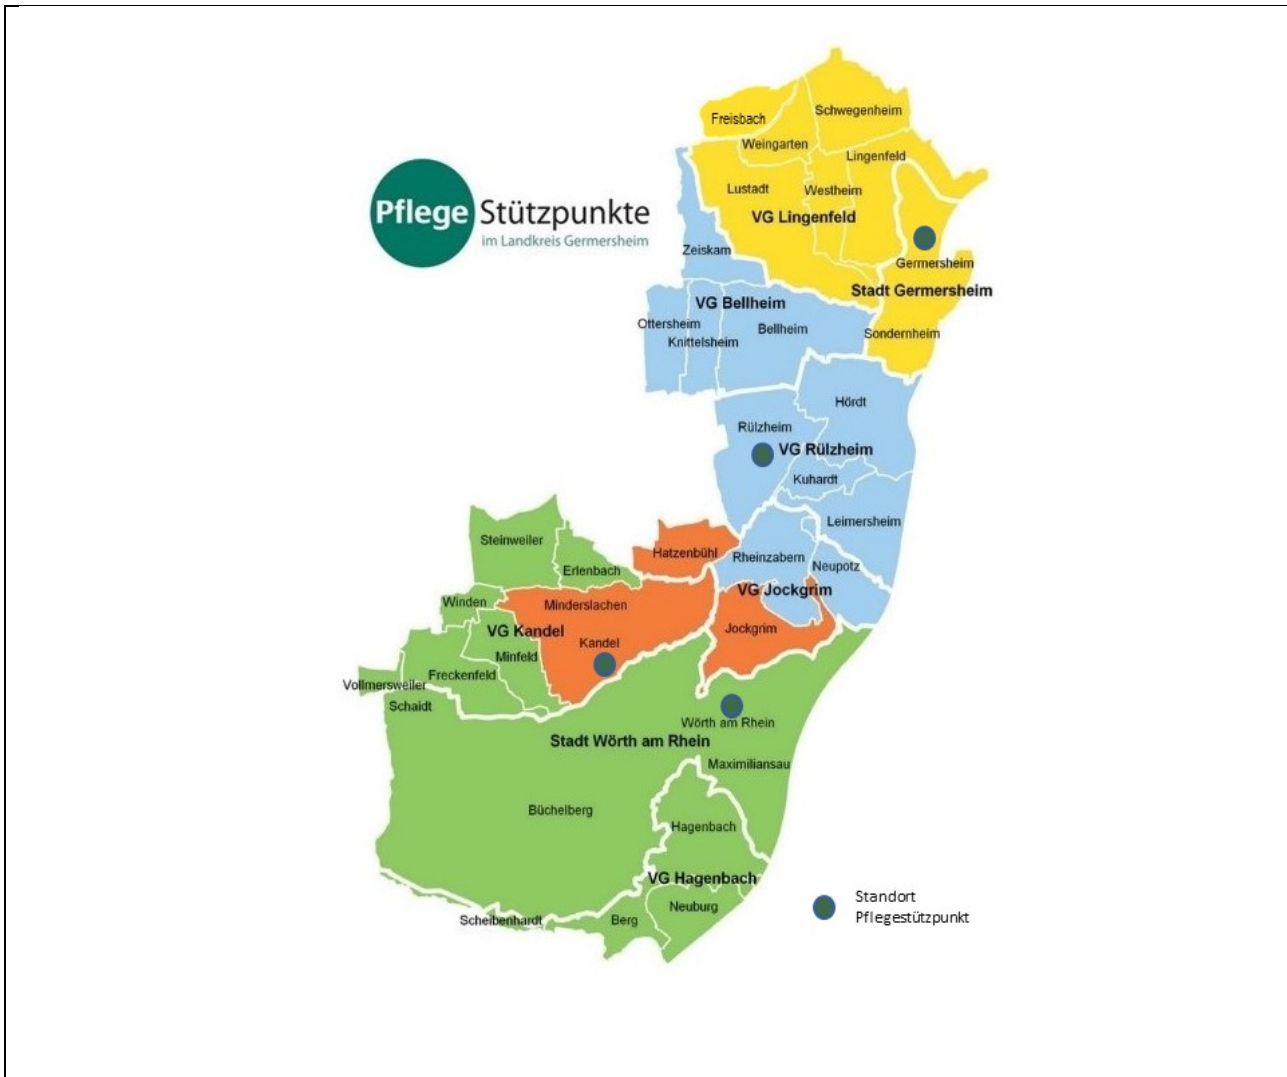 Pflege Stützpunkte
im Landkreis Germersheim
Freisbach
Schwegenheim
Weingarten
Lingenfeld
Lustadt
Westheim
VG Lingenfeld
Zeiskam
Germersheim
Stadt Germersheim
VG Bellheim
Ottersheim
Bellheim
Knittelsheim
Sondernheim
Hördt
Rülzheim
VG Rülzheim
Kuhardt
Leimersheim
Steinweiler
Hatzenbühl
Rheinzabern
Erlenbach
Neupotz
VG Jockgrim
Winden
Minderslachen
VG Kandel
Jockgrim
Kandel
Minfeld
Freckenfeld
Vollmersweiler
Schaidt
Wörth am Rhein
Stadt Wörth am Rhein
Maximiliansau
Büchelberg
Hagenbach
VG Hagenbach
Neuburg
Scheibenhardt
Berg
Standort
Pflegestützpunkt